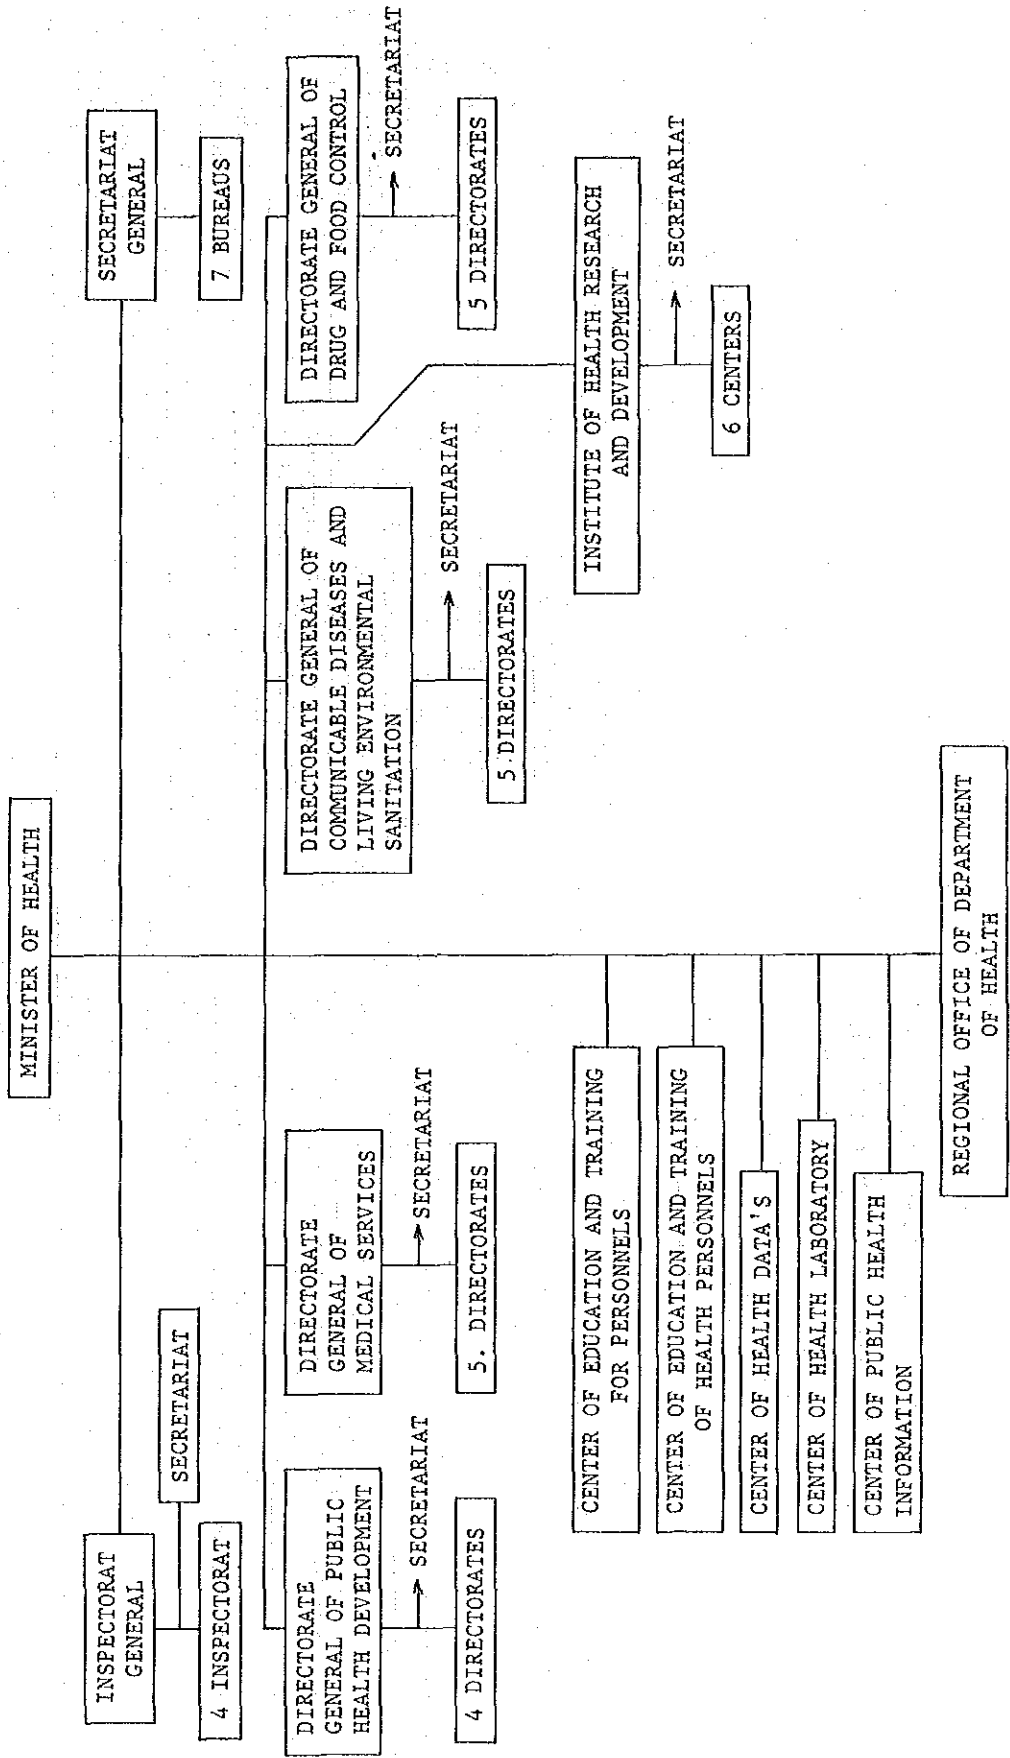 MINISTER OF HEALTH
INSPECTORAT
GENERAL
SECRETARIAT
GENERAL
SECRETARIAT
4 INSPECTORAT
7 BUREAUS
DIRECTORATE
GENERAL OF PUBLIC
HEALTH DEVELOPMENT
SECRETARIAT
4 DIRECTORATES
DIRECTORATE
GENERAL OF
MEDICAL SERVICES
SECRETARIAT
5. DIRECTORATES
DIRECTORATE GENERAL OF
COMMUNICABLE DISEASES AND
LIVING ENVIRONMENTAL
SANITATION
SECRETARIAT
5 DIRECTORATES
DIRECTORATE GENERAL OF
DRUG AND FOOD CONTROL
SECRETARIAT
5 DIRECTORATES
INSTITUTE OF HEALTH RESEARCH
AND DEVELOPMENT
SECRETARIAT
6 CENTERS
CENTER OF EDUCATION AND TRAINING
FOR PERSONNELS
CENTER OF EDUCATION AND TRAINING
OF HEALTH PERSONNELS
CENTER OF HEALTH DATA'S
CENTER OF HEALTH LABORATORY
CENTER OF PUBLIC HEALTH
INFORMATION
REGIONAL OFFICE OF DEPARTMENT
OF HEALTH